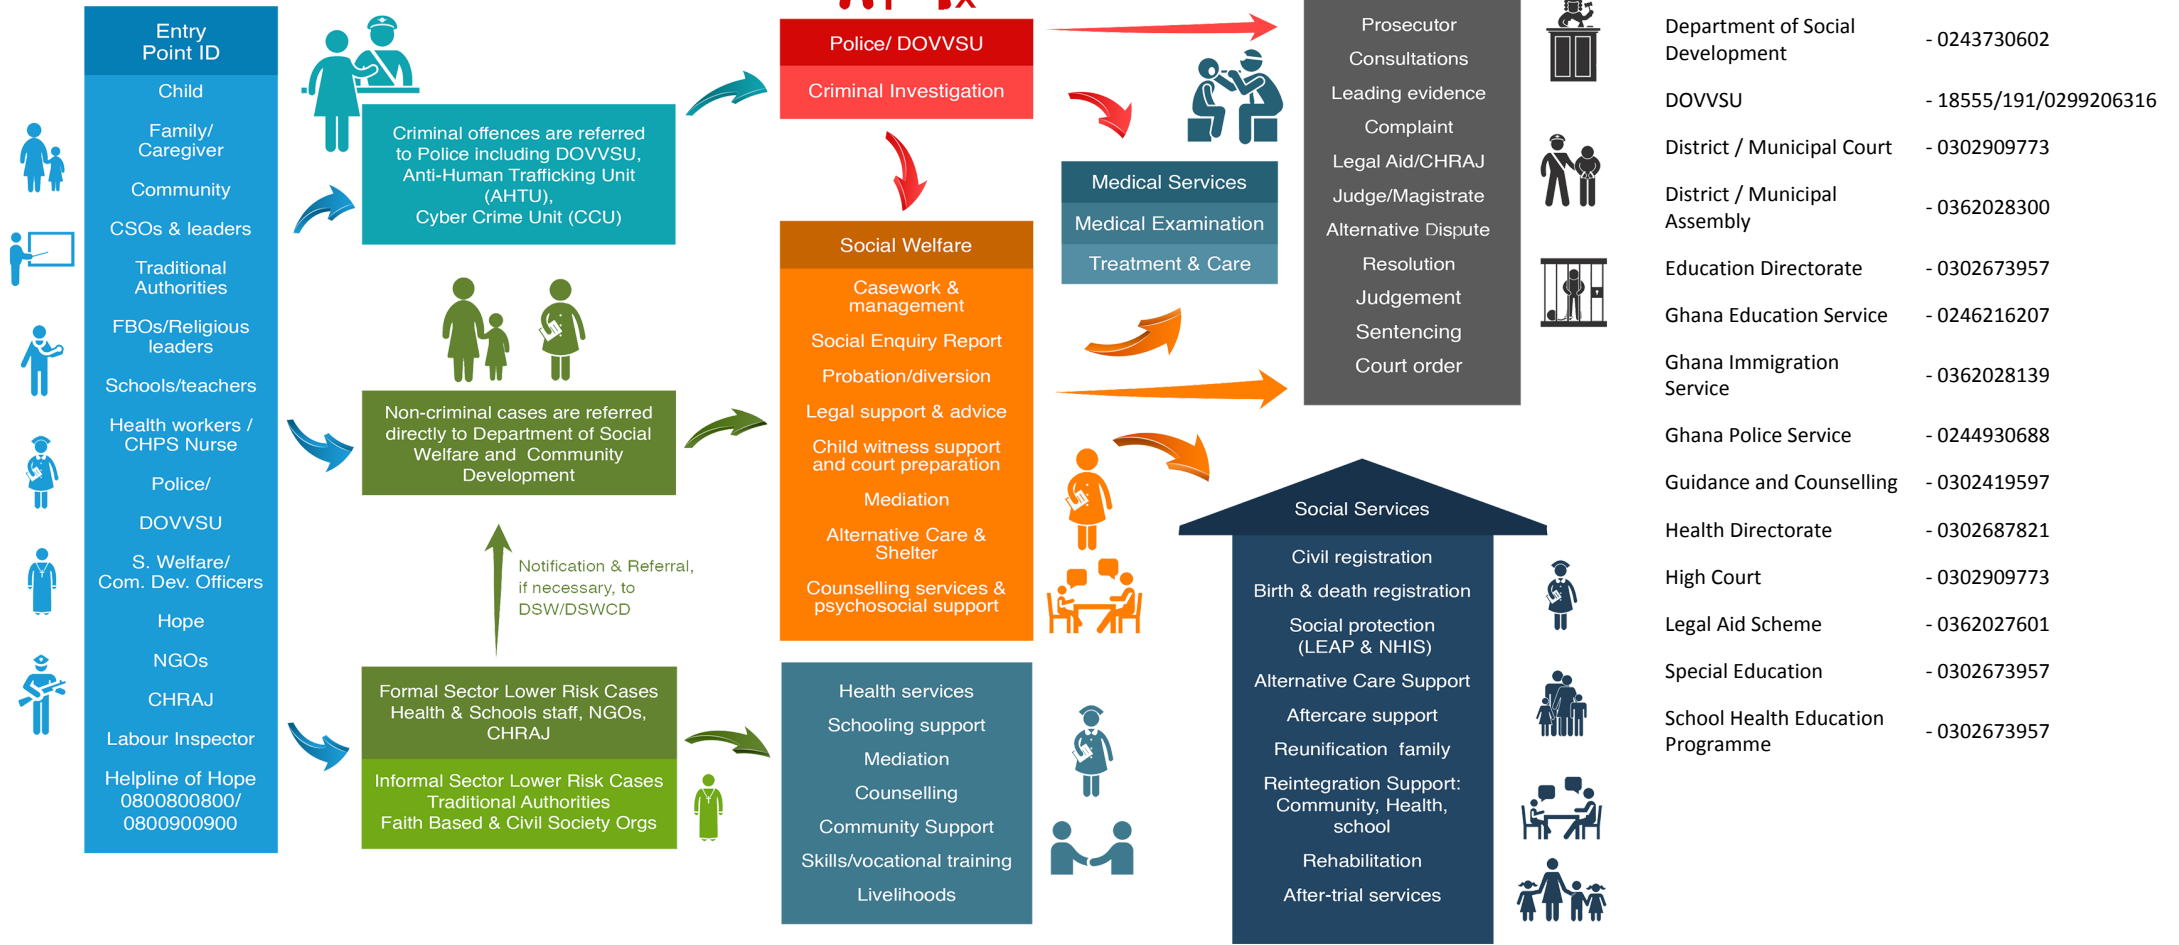 Entry
Point ID
Child
Family/
Caregiver
Community
CSOs & leaders
Traditional
Authorities
FBOs/Religious
leaders
Schools/teachers
Health workers /
CHPS Nurse
Police/
DOVVSU
S. Welfare/
Com. Dev. Officers
Hope
NGOs
CHRAJ
Labour Inspector
Helpline of Hope
0800800800/
0800900900
Criminal offences are referred
to Police including DOVVSU,
Anti-Human Trafficking Unit
(AHTU),
Cyber Crime Unit (CCU)
Non-criminal cases are referred
directly to Department of Social
Welfare and Community
Development
Notification & Referral,
if necessary, to
DSW/DSWCD
Formal Sector Lower Risk Cases
Health & Schools staff, NGOs,
CHRAJ
Informal Sector Lower Risk Cases
Traditional Authorities
Faith Based & Civil Society Orgs
Police/ DOVVSU
Criminal Investigation
Social Welfare
Casework &
management
Social Enquiry Report
Probation/diversion
Legal support & advice
Child witness support
and court preparation
Mediation
Alternative Care &
Shelter
Counselling services &
psychosocial support
Health services
Schooling support
Mediation
Counselling
Community Support
Skills/vocational training
Livelihoods
Medical Services
Medical Examination
Treatment & Care
Prosecutor
Consultations
Leading evidence
Complaint
Legal Aid/CHRAJ
Judge/Magistrate
Alternative Dispute
Resolution
Judgement
Sentencing
Court order
Social Services
Civil registration
Birth & death registration
Social protection
(LEAP & NHIS)
Alternative Care Support
Aftercare support
Reunification family
Reintegration Support:
Community, Health,
school
Rehabilitation
After-trial services
Department of Social
Development - 0243730602
DOVVSU - 18555/191/0299206316
District / Municipal Court - 0302909773
District / Municipal
Assembly - 0362028300
Education Directorate - 0302673957
Ghana Education Service - 0246216207
Ghana Immigration
Service - 0362028139
Ghana Police Service - 0244930688
Guidance and Counselling - 0302419597
Health Directorate - 0302687821
High Court - 0302909773
Legal Aid Scheme - 0362027601
Special Education - 0302673957
School Health Education
Programme - 0302673957